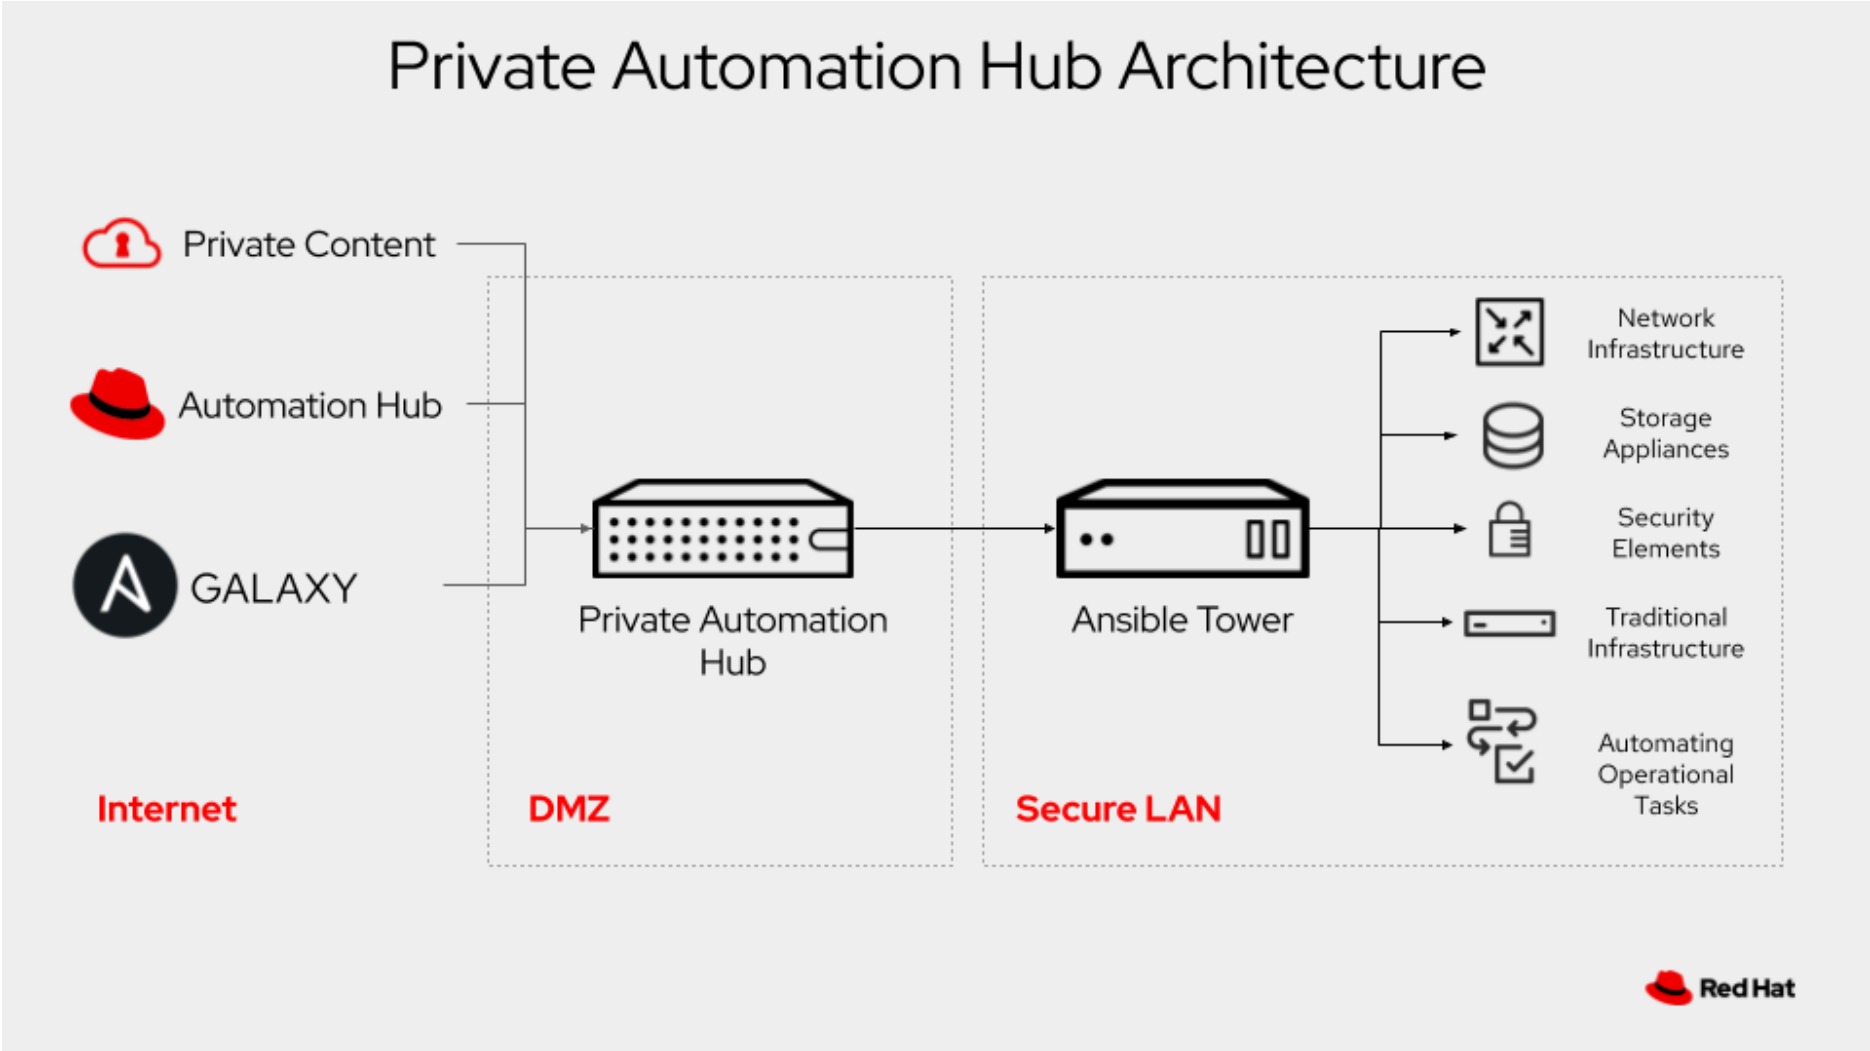 Private Automation Hub Architecture
Private Content
Automation Hub
GALAXY
Internet
Private Automation
Hub
DMZ
Ansible Tower
Secure LAN
Network
Infrastructure
Storage
Appliances
Security
Elements
Traditional
Infrastructure
Automating
Operational
Tasks
Red Hat